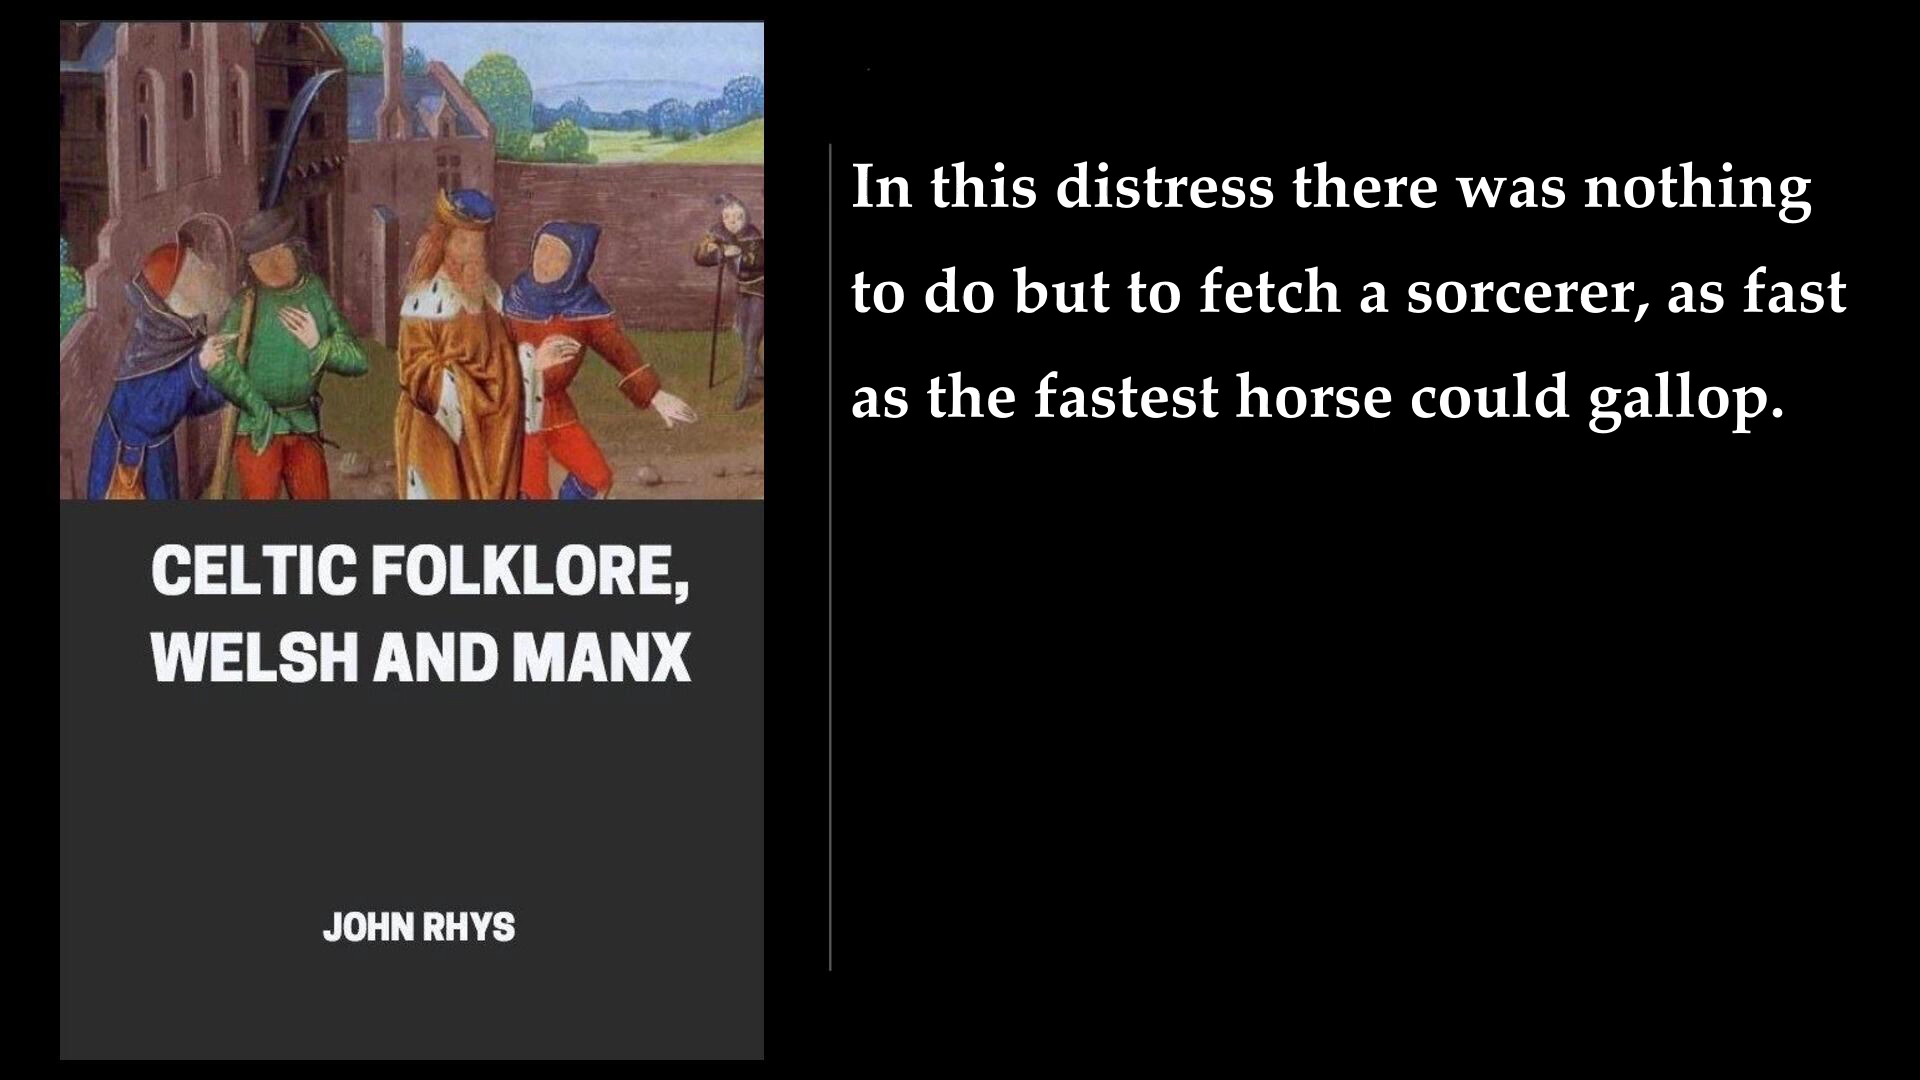 CELTIC FOLKLORE,
WELSH AND MANX
JOHN RHYS
In this distress there was nothing
to do but to fetch a sorcerer, as fast
as the fastest horse could gallop.